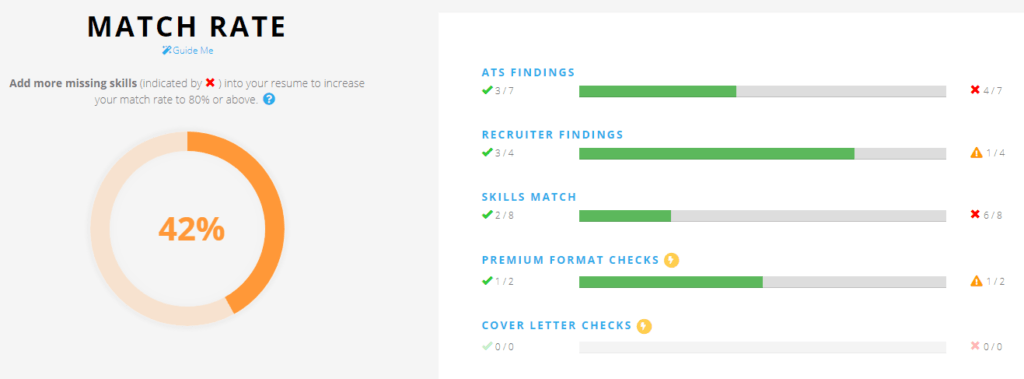 MATCH RATE
Guide Me
Add more missing skills (indicated by ✖ ) into your resume to increase
your match rate to 80% or above. ?
42%
ATS FINDINGS
3 / 7
4 / 7
RECRUITER FINDINGS
3 / 4
1 / 4
SKILLS MATCH
2 / 8
6 / 8
PREMIUM FORMAT CHECKS
1 / 2
1 / 2
COVER LETTER CHECKS
0 / 0
0 / 0